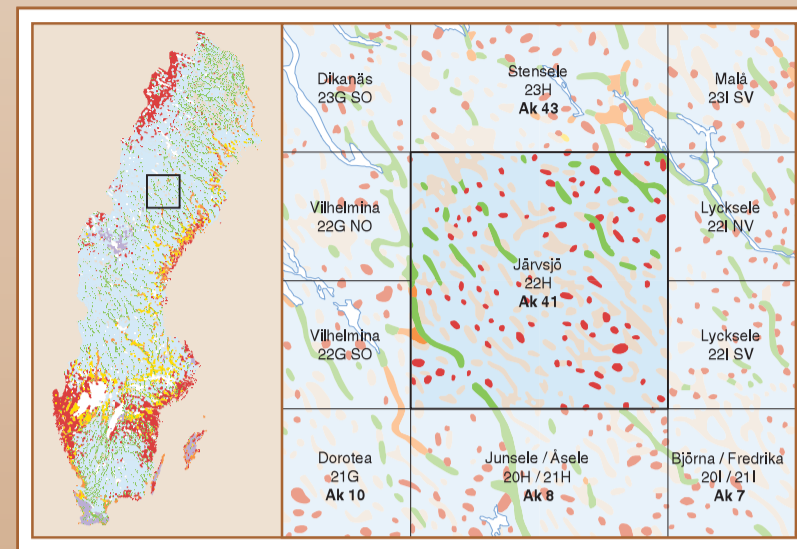 Dikanäs
23G SO
Stensele
23H
Ak 43
Malå
23I SV
Vilhelmina
22G NO
Lycksele
22I NV
Järvsjö
22H
Ak 41
Vilhelmina
22G SO
Lycksele
22I SV
Dorotea
21G
Ak 10
Junsele / Åsele
20H / 21H
Ak 8
Björna / Fredrika
20I / 21I
Ak 7